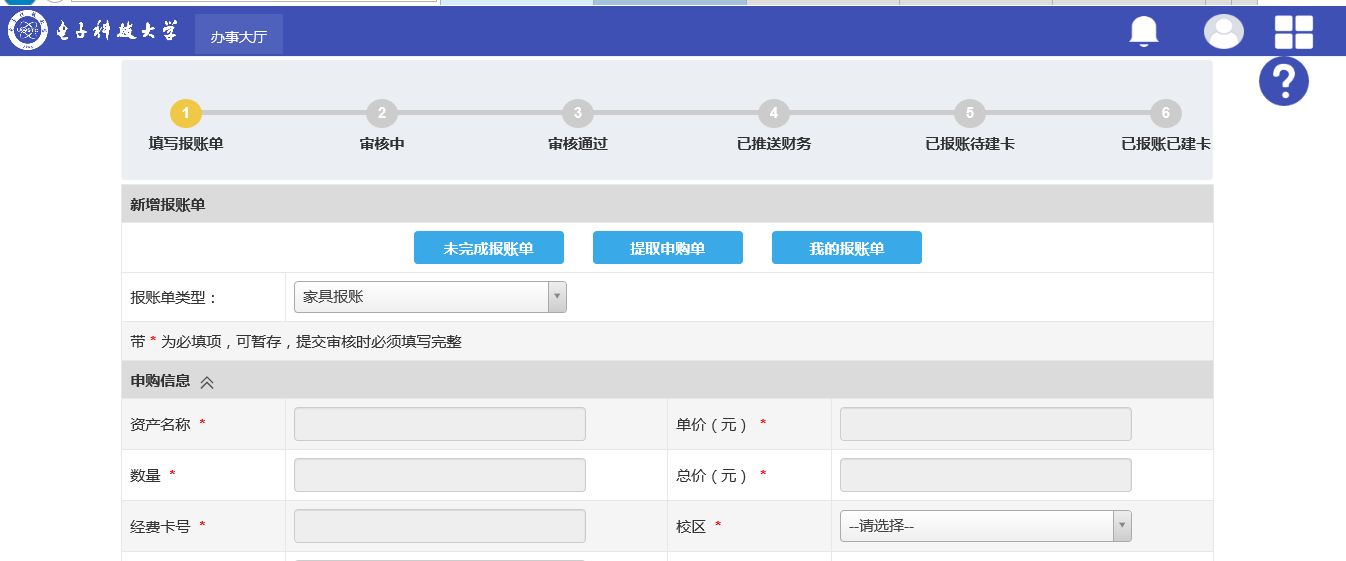 电子科技大学
办事大厅
1 2 3 4 5 6
填写报账单 审核中 审核通过 已推送财务 已报账待建卡 已报账已建卡
?
新增报账单
未完成报账单 提取申购单 我的报账单
报账单类型： 家具报账
带 * 为必填项，可暂存，提交审核时必须填写完整
申购信息
资产名称 * 单价（元） *
数量 * 总价（元） *
经费卡号 * 校区 * --请选择--